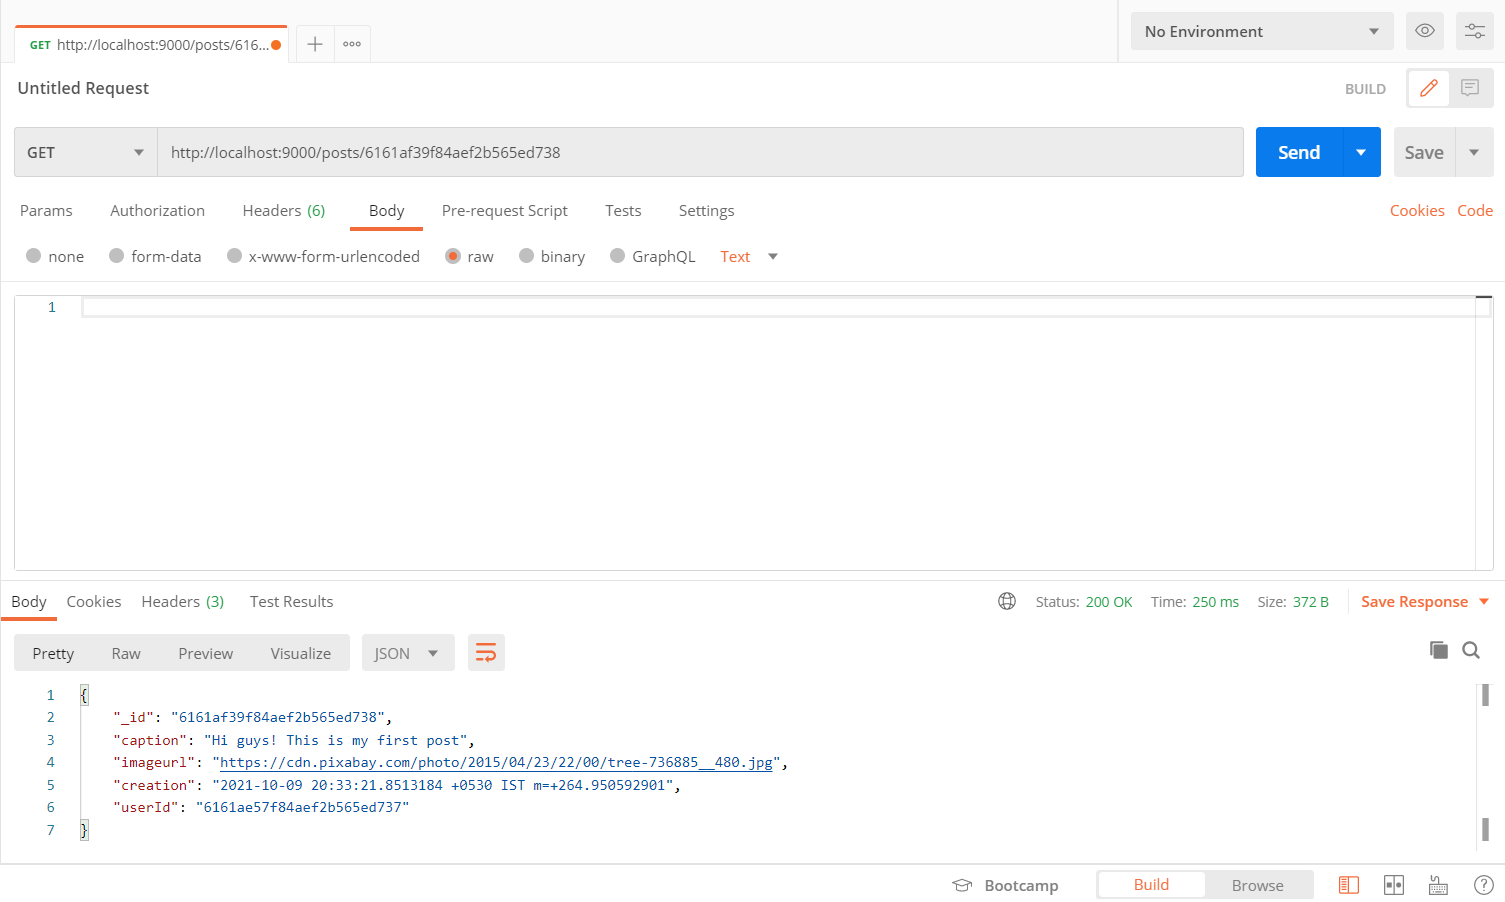 GET http://localhost:9000/posts/616...
No Environment
Untitled Request
BUILD
GET http://localhost:9000/posts/6161af39f84aef2b565ed738 Send Save
Params Authorization Headers (6) Body Pre-request Script Tests Settings Cookies Code
none form-data x-www-form-urlencoded raw binary GraphQL Text
1
Body Cookies Headers (3) Test Results Status: 200 OK Time: 250 ms Size: 372 B Save Response
Pretty Raw Preview Visualize JSON
1 {
2 "_id": "6161af39f84aef2b565ed738",
3 "caption": "Hi guys! This is my first post",
4 "imageurl": "https://cdn.pixabay.com/photo/2015/04/23/22/00/tree-736885__480.jpg",
5 "creation": "2021-10-09 20:33:21.8513184 +0530 IST m=+264.950592901",
6 "userId": "6161ae57f84aef2b565ed737"
7 }
Bootcamp Build Browse